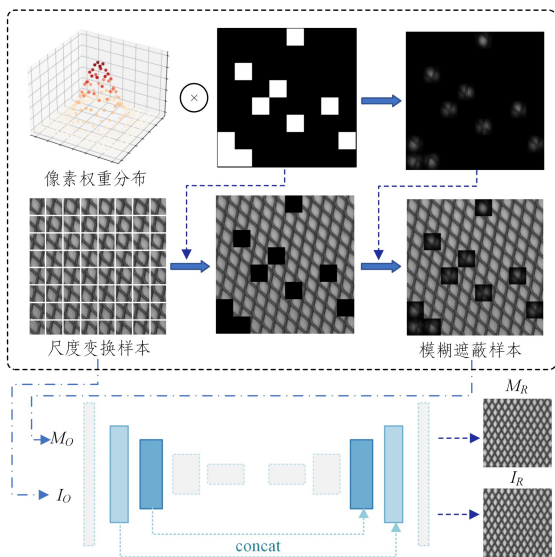 像素权重分布
尺度变换样本
模糊遮蔽样本
M_R
M_O
I_O
I_R
concat